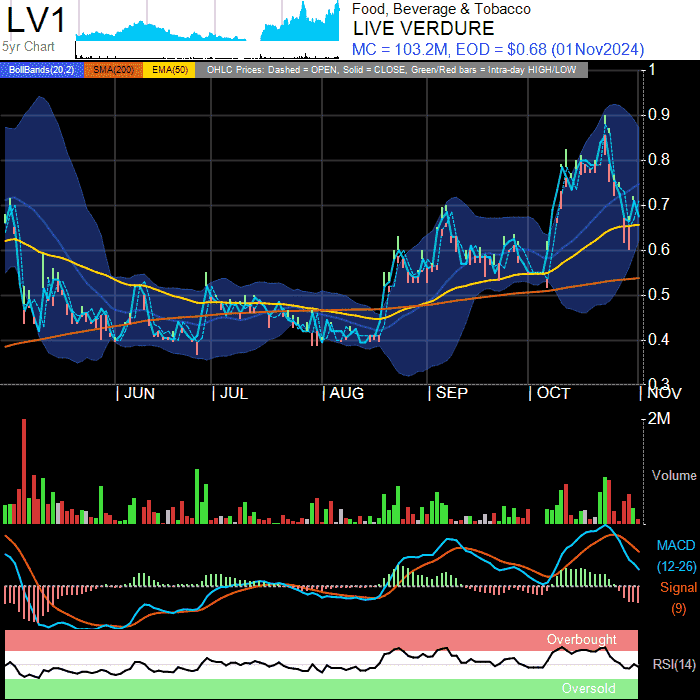 LV1
5yr Chart
Food, Beverage & Tobacco
LIVE VERDURE
MC = 103.2M, EOD = $0.68 (01Nov2024)
BollBands(20,2) SMA(200) EMA(50) OHLC Prices: Dashed = OPEN, Solid = CLOSE, Green/Red bars = Intra-day HIGH/LOW
1
0.9
0.8
0.7
0.6
0.5
0.4
0.3
JUN JUL AUG SEP OCT NOV
2M
Volume
MACD
(12-26)
Signal
(9)
Overbought
RSI(14)
Oversold